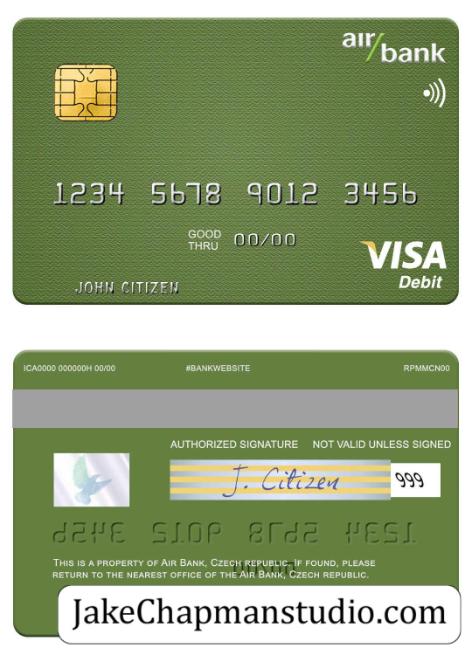 air bank
1234 5678 9012 3456
GOOD THRU 00/00
VISA
Debit
JOHN CITIZEN
ICA0000 000000H 00/00 #BANKWEBSITE RPMMCN00
AUTHORIZED SIGNATURE NOT VALID UNLESS SIGNED
J. Citizen 999
THIS IS A PROPERTY OF AIR BANK, CZECH REPUBLIC. IF FOUND, PLEASE
RETURN TO THE NEAREST OFFICE OF THE AIR BANK, CZECH REPUBLIC.
JakeChapmanstudio.com